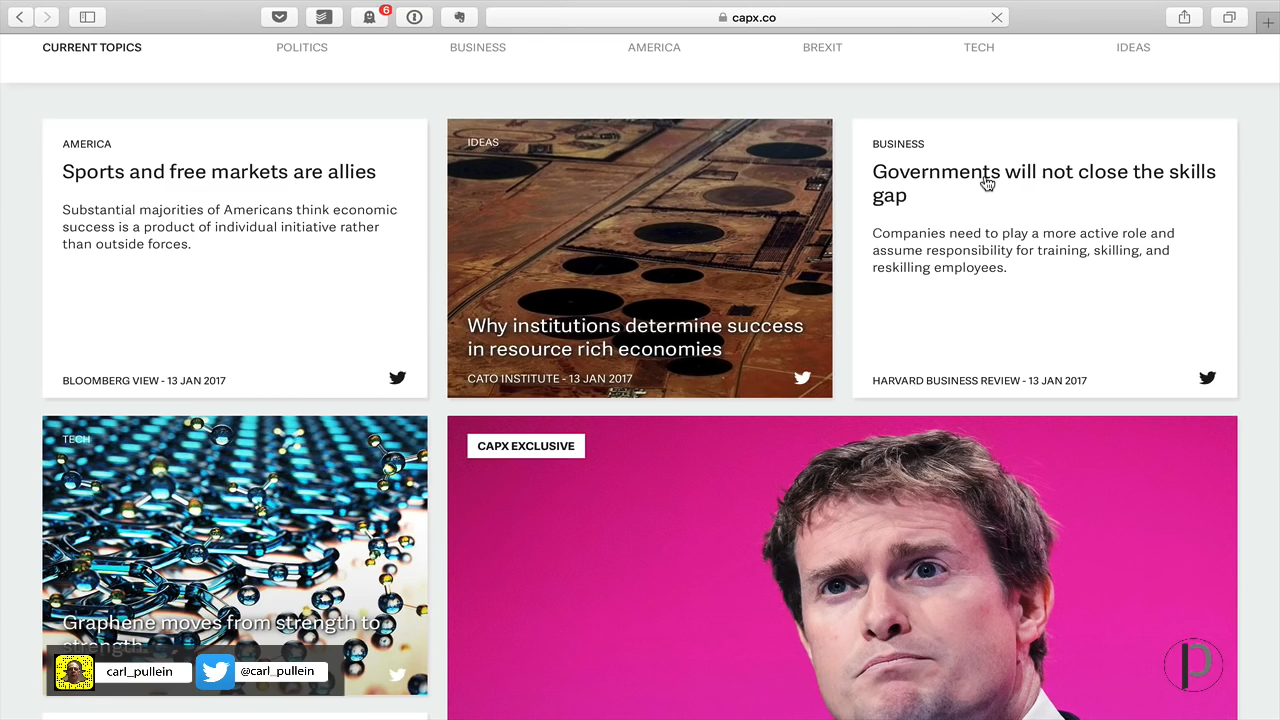 6
capx.co
CURRENT TOPICS
POLITICS
BUSINESS
AMERICA
BREXIT
TECH
IDEAS
AMERICA
Sports and free markets are allies
Substantial majorities of Americans think economic
success is a product of individual initiative rather
than outside forces.
BLOOMBERG VIEW - 13 JAN 2017
IDEAS
Why institutions determine success
in resource rich economies
CATO INSTITUTE - 13 JAN 2017
BUSINESS
Governments will not close the skills
gap
Companies need to play a more active role and
assume responsibility for training, skilling, and
reskilling employees.
HARVARD BUSINESS REVIEW - 13 JAN 2017
TECH
Graphene moves from strength to
strength
CAPX EXCLUSIVE
carl_pullein
@carl_pullein
p